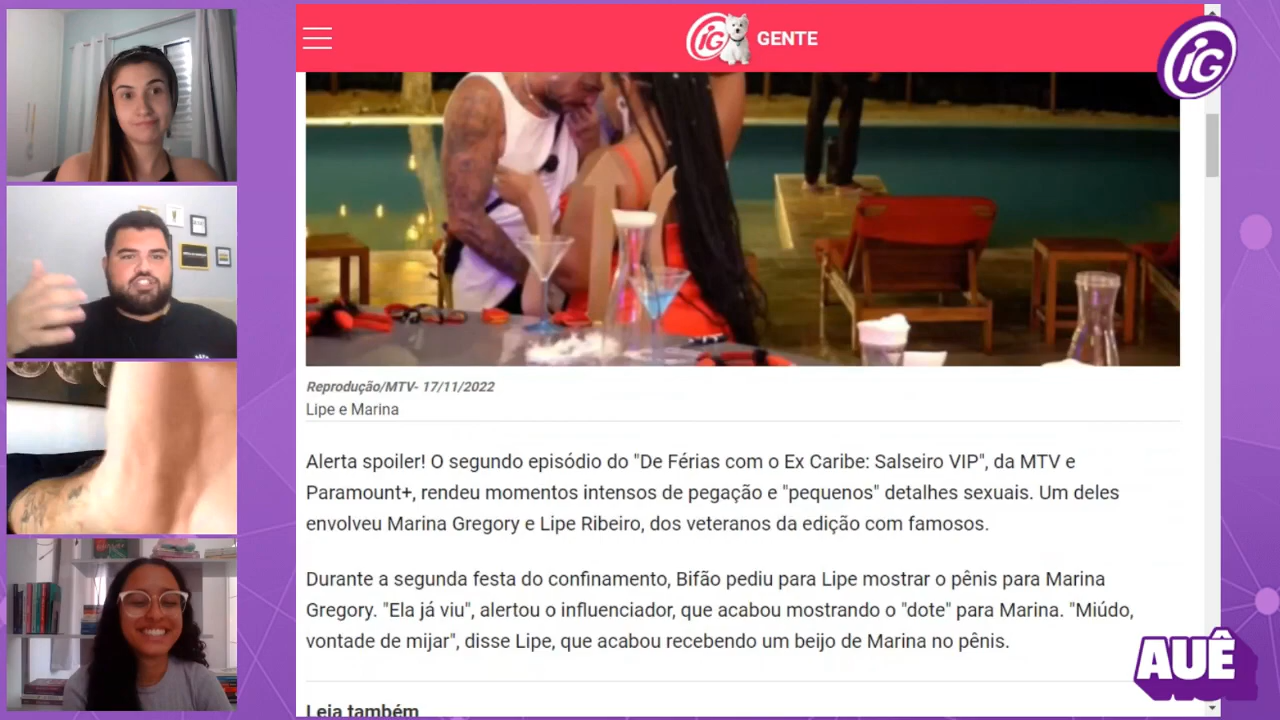 iG GENTE
iG
Reprodução/MTV- 17/11/2022
Lipe e Marina
Alerta spoiler! O segundo episódio do "De Férias com o Ex Caribe: Salseiro VIP", da MTV e
Paramount+, rendeu momentos intensos de pegação e "pequenos" detalhes sexuais. Um deles
envolveu Marina Gregory e Lipe Ribeiro, dos veteranos da edição com famosos.
Durante a segunda festa do confinamento, Bifão pediu para Lipe mostrar o pênis para Marina
Gregory. "Ela já viu", alertou o influenciador, que acabou mostrando o "dote" para Marina. "Miúdo,
vontade de mijar", disse Lipe, que acabou recebendo um beijo de Marina no pênis.
AUÊ
Leia também